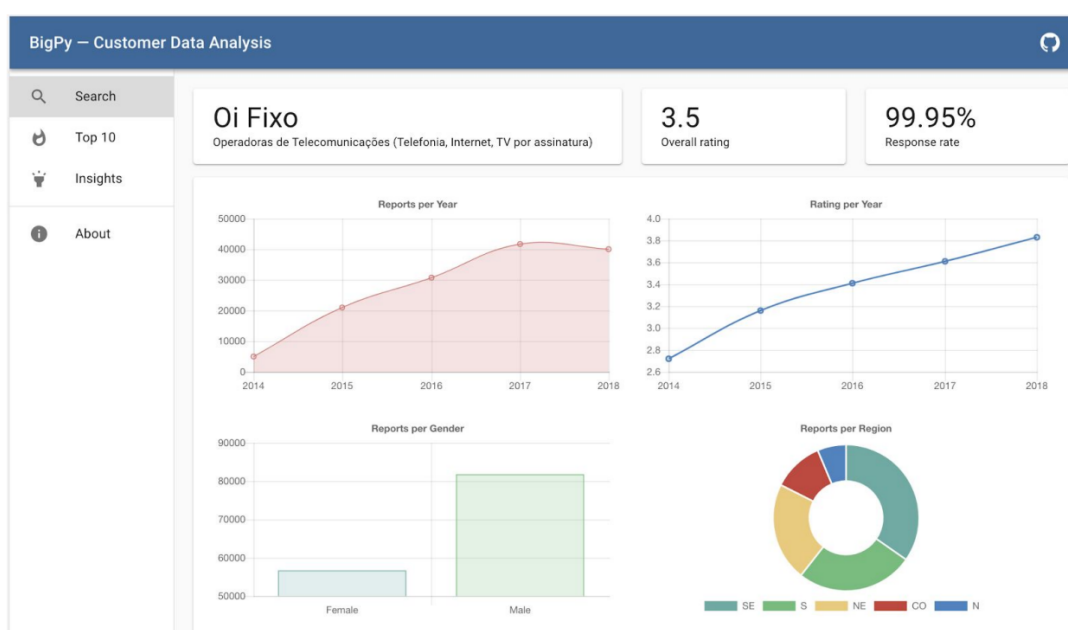 BigPy — Customer Data Analysis
Search
Top 10
Insights
About
Oi Fixo
Operadoras de Telecomunicações (Telefonia, Internet, TV por assinatura)
3.5
Overall rating
99.95%
Response rate
Reports per Year
50000
40000
30000
20000
10000
0
2014 2015 2016 2017 2018
Rating per Year
4.0
3.8
3.6
3.4
3.2
3.0
2.8
2.6
2014 2015 2016 2017 2018
Reports per Gender
90000
80000
70000
60000
50000
Female Male
Reports per Region
SE S NE CO N